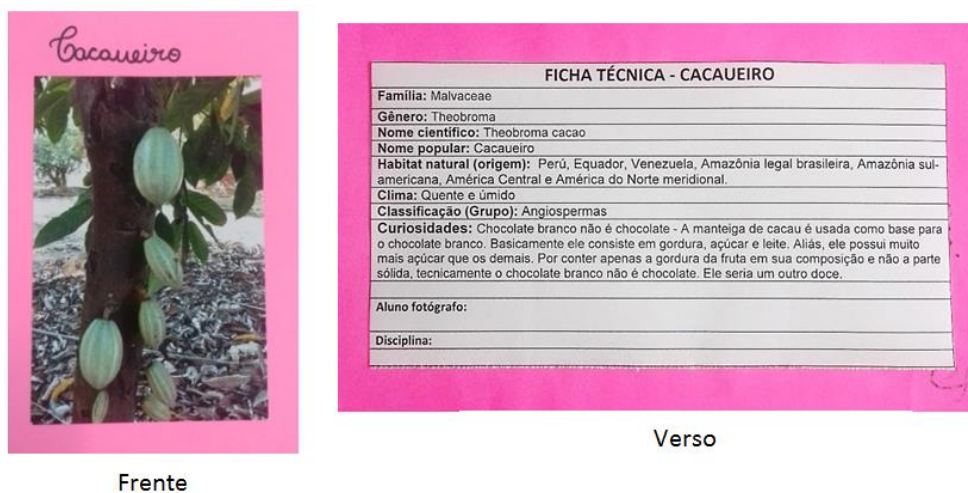 Cacaueiro
Frente
FICHA TÉCNICA - CACAUEIRO
Família: Malvaceae
Gênero: Theobroma
Nome científico: Theobroma cacao
Nome popular: Cacaueiro
Habitat natural (origem): Perú, Equador, Venezuela, Amazônia legal brasileira, Amazônia sul-
americana, América Central e América do Norte meridional.
Clima: Quente e úmido
Classificação (Grupo): Angiospermas
Curiosidades: Chocolate branco não é chocolate - A manteiga de cacau é usada como base para
o chocolate branco. Basicamente ele consiste em gordura, açúcar e leite. Aliás, ele possui muito
mais açúcar que os demais. Por conter apenas a gordura da fruta em sua composição e não a parte
sólida, tecnicamente o chocolate branco não é chocolate. Ele seria um outro doce.
Aluno fotógrafo:
Disciplina:
Verso